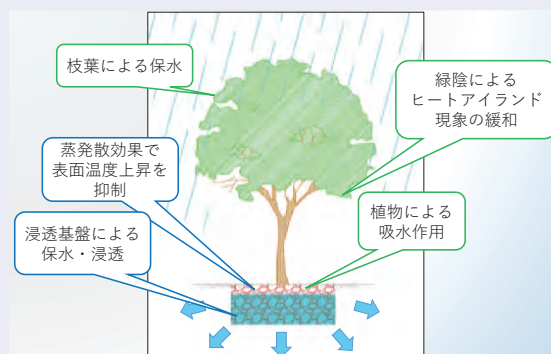 枝葉による保水
緑陰による
ヒートアイランド
現象の緩和
蒸発散効果で
表面温度上昇を
抑制
植物による
吸水作用
浸透基盤による
保水・浸透